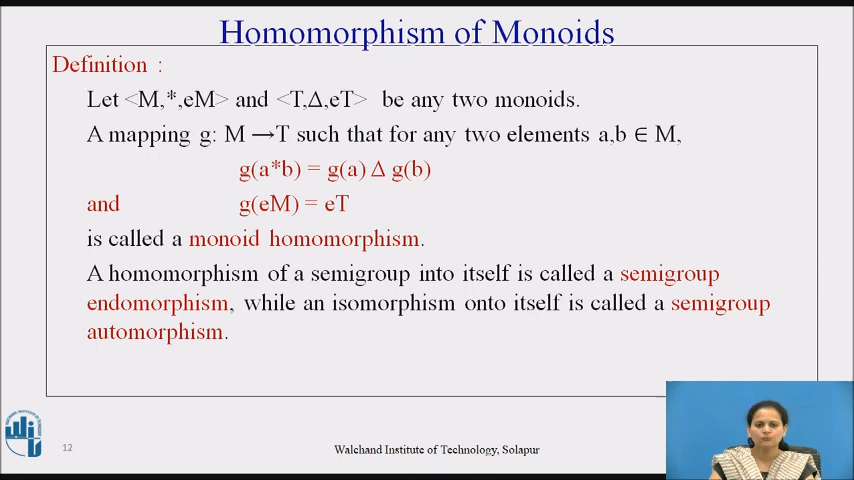 Homomorphism of Monoids
Definition :
Let <M,*,eM> and <T,Δ,eT> be any two monoids.
A mapping g: M →T such that for any two elements a,b ∈ M,
g(a*b) = g(a) Δ g(b)
and g(eM) = eT
is called a monoid homomorphism.
A homomorphism of a semigroup into itself is called a semigroup
endomorphism, while an isomorphism onto itself is called a semigroup
automorphism.
12
Walchand Institute of Technology, Solapur